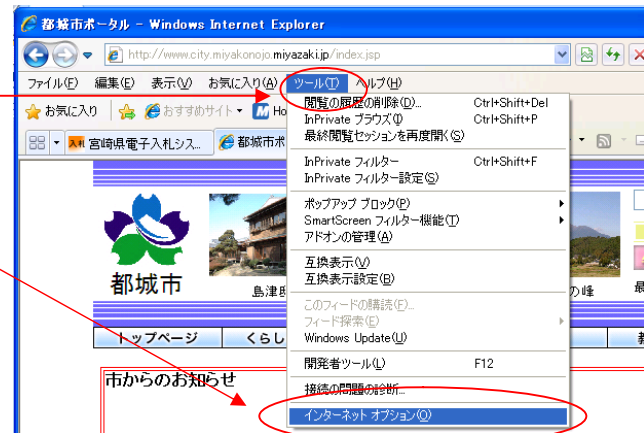 都城市ポータル - Windows Internet Explorer
http://www.city.miyakonojo.miyazaki.jp/index.jsp
ファイル(F) 編集(E) 表示(V) お気に入り(A) ツール(T) ヘルプ(H)
お気に入り おすすめサイト Ho
宮崎県電子入札シス... 都城市ポ
閲覧の履歴の削除(D)... Ctrl+Shift+Del
InPrivate ブラウズ(I) Ctrl+Shift+P
最終閲覧セッションを再度開く(S)
InPrivate フィルター Ctrl+Shift+F
InPrivate フィルター設定(S)
ポップアップ ブロック(P)
SmartScreen フィルター機能(T)
アドオンの管理(A)
互換表示(V)
互換表示設定(B)
このフィードの購読(F)...
フィード探索(E)
Windows Update(U)
開発者ツール(L) F12
接続の問題の診断...
インターネット オプション(O)
都城市
島津邸
の峰
トップページ くらし
市からのお知らせ